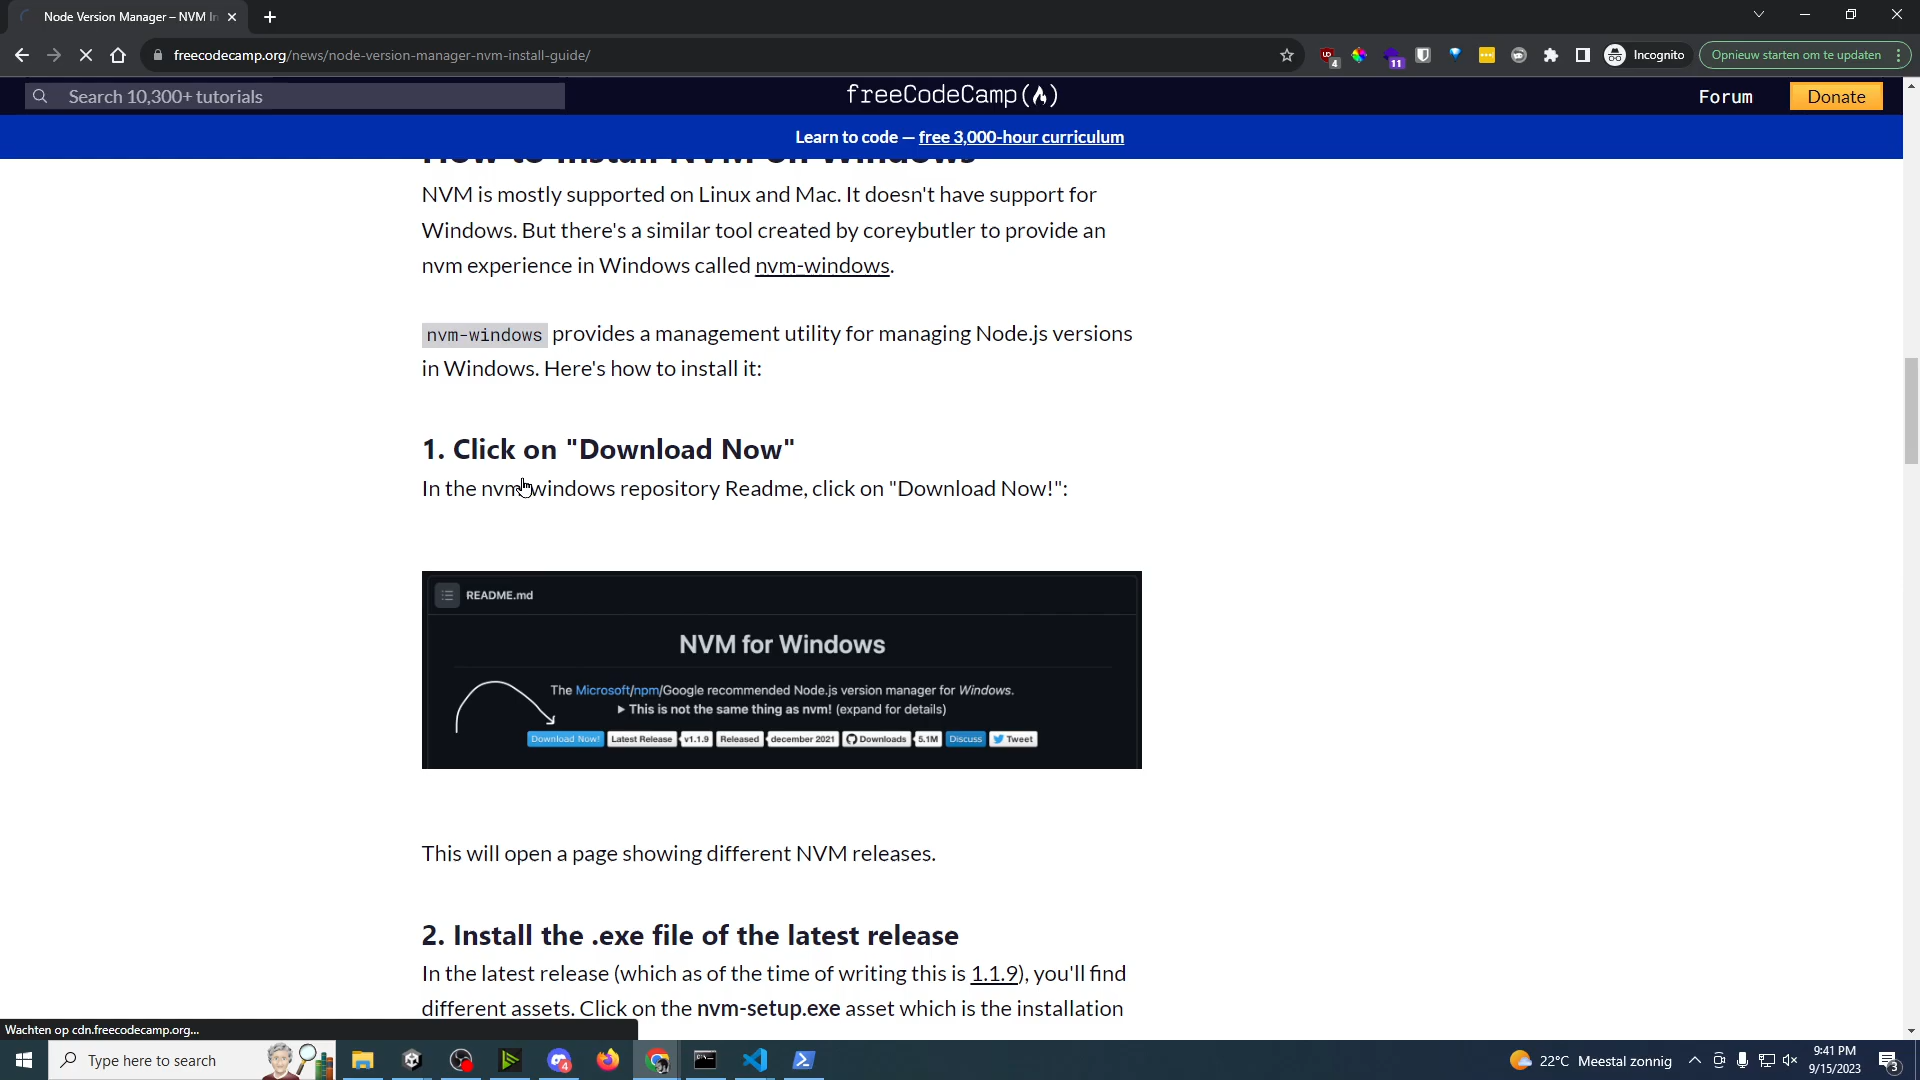 Node Version Manager – NVM In
freecodecamp.org/news/node-version-manager-nvm-install-guide/
4
11
Incognito
Opnieuw starten om te updaten
Search 10,300+ tutorials
freeCodeCamp(🔥)
Forum
Donate
Learn to code — free 3,000-hour curriculum
How to Install NVM on Windows
NVM is mostly supported on Linux and Mac. It doesn't have support for
Windows. But there's a similar tool created by coreybutler to provide an
nvm experience in Windows called nvm-windows.
nvm-windows provides a management utility for managing Node.js versions
in Windows. Here's how to install it:
1. Click on "Download Now"
In the nvm-windows repository Readme, click on "Download Now!":
README.md
NVM for Windows
The Microsoft/npm/Google recommended Node.js version manager for Windows.
▶ This is not the same thing as nvm! (expand for details)
Download Now! Latest Release v1.1.9 Released december 2021 Downloads 5.1M Discuss Tweet
This will open a page showing different NVM releases.
2. Install the .exe file of the latest release
In the latest release (which as of the time of writing this is 1.1.9), you'll find
different assets. Click on the nvm-setup.exe asset which is the installation
Wachten op cdn.freecodecamp.org...
Type here to search
4
22°C Meestal zonnig
9:41 PM
9/15/2023
3